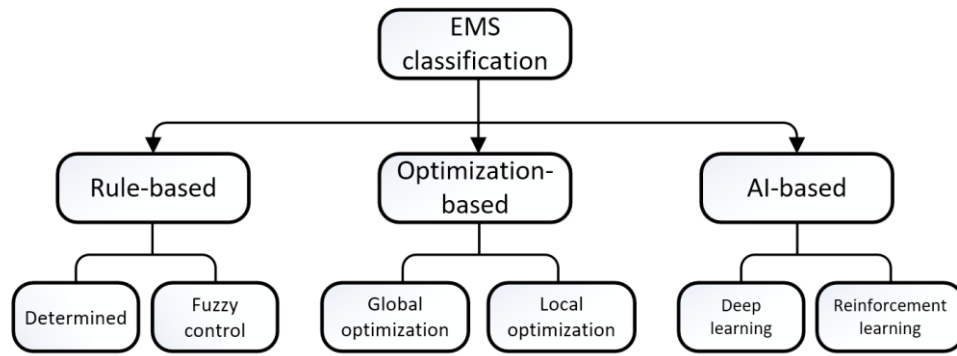 EMS
classification
Rule-based
Optimization-
based
AI-based
Determined
Fuzzy
control
Global
optimization
Local
optimization
Deep
learning
Reinforcement
learning